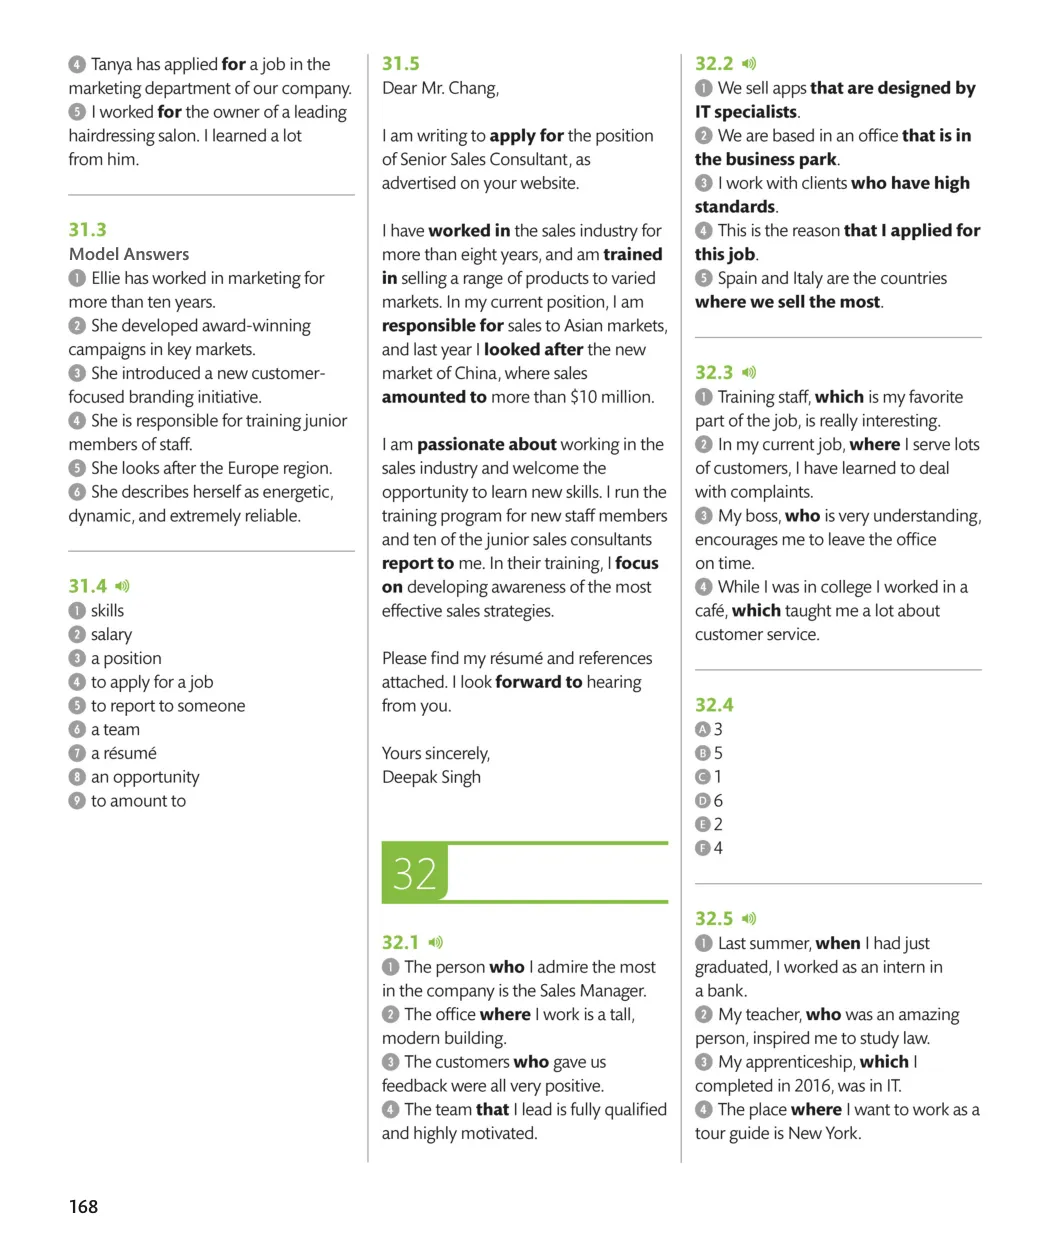 4 Tanya has applied for a job in the
marketing department of our company.
5 I worked for the owner of a leading
hairdressing salon. I learned a lot
from him.
31.3
Model Answers
1 Ellie has worked in marketing for
more than ten years.
2 She developed award-winning
campaigns in key markets.
3 She introduced a new customer-
focused branding initiative.
4 She is responsible for training junior
members of staff.
5 She looks after the Europe region.
6 She describes herself as energetic,
dynamic, and extremely reliable.
31.4
1 skills
2 salary
3 a position
4 to apply for a job
5 to report to someone
6 a team
7 a résumé
8 an opportunity
9 to amount to
31.5
Dear Mr. Chang,
I am writing to apply for the position
of Senior Sales Consultant, as
advertised on your website.
I have worked in the sales industry for
more than eight years, and am trained
in selling a range of products to varied
markets. In my current position, I am
responsible for sales to Asian markets,
and last year I looked after the new
market of China, where sales
amounted to more than $10 million.
I am passionate about working in the
sales industry and welcome the
opportunity to learn new skills. I run the
training program for new staff members
and ten of the junior sales consultants
report to me. In their training, I focus
on developing awareness of the most
effective sales strategies.
Please find my résumé and references
attached. I look forward to hearing
from you.
Yours sincerely,
Deepak Singh
32
32.1
1 The person who I admire the most
in the company is the Sales Manager.
2 The office where I work is a tall,
modern building.
3 The customers who gave us
feedback were all very positive.
4 The team that I lead is fully qualified
and highly motivated.
32.2
1 We sell apps that are designed by
IT specialists.
2 We are based in an office that is in
the business park.
3 I work with clients who have high
standards.
4 This is the reason that I applied for
this job.
5 Spain and Italy are the countries
where we sell the most.
32.3
1 Training staff, which is my favorite
part of the job, is really interesting.
2 In my current job, where I serve lots
of customers, I have learned to deal
with complaints.
3 My boss, who is very understanding,
encourages me to leave the office
on time.
4 While I was in college I worked in a
café, which taught me a lot about
customer service.
32.4
A 3
B 5
C 1
D 6
E 2
F 4
32.5
1 Last summer, when I had just
graduated, I worked as an intern in
a bank.
2 My teacher, who was an amazing
person, inspired me to study law.
3 My apprenticeship, which I
completed in 2016, was in IT.
4 The place where I want to work as a
tour guide is New York.
168